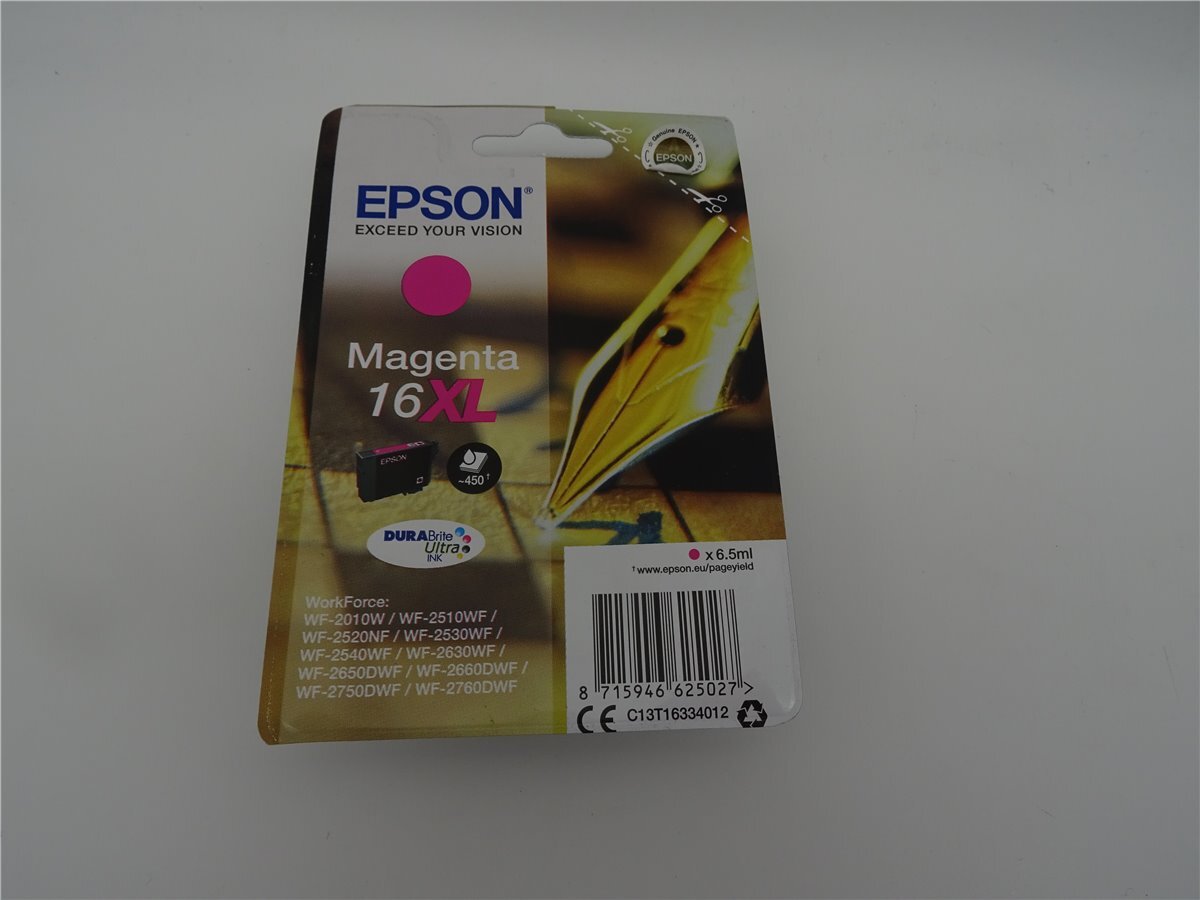 Genuine EPSON
EPSON
EPSON®
EXCEED YOUR VISION
Magenta
16XL
EPSON
~450†
DURABrite
Ultra
INK
x 6.5ml
†www.epson.eu/pageyield
WorkForce:
WF-2010W / WF-2510WF /
WF-2520NF / WF-2530WF /
WF-2540WF / WF-2630WF /
WF-2650DWF / WF-2660DWF /
WF-2750DWF / WF-2760DWF
8 715946 625027 >
CE C13T16334012